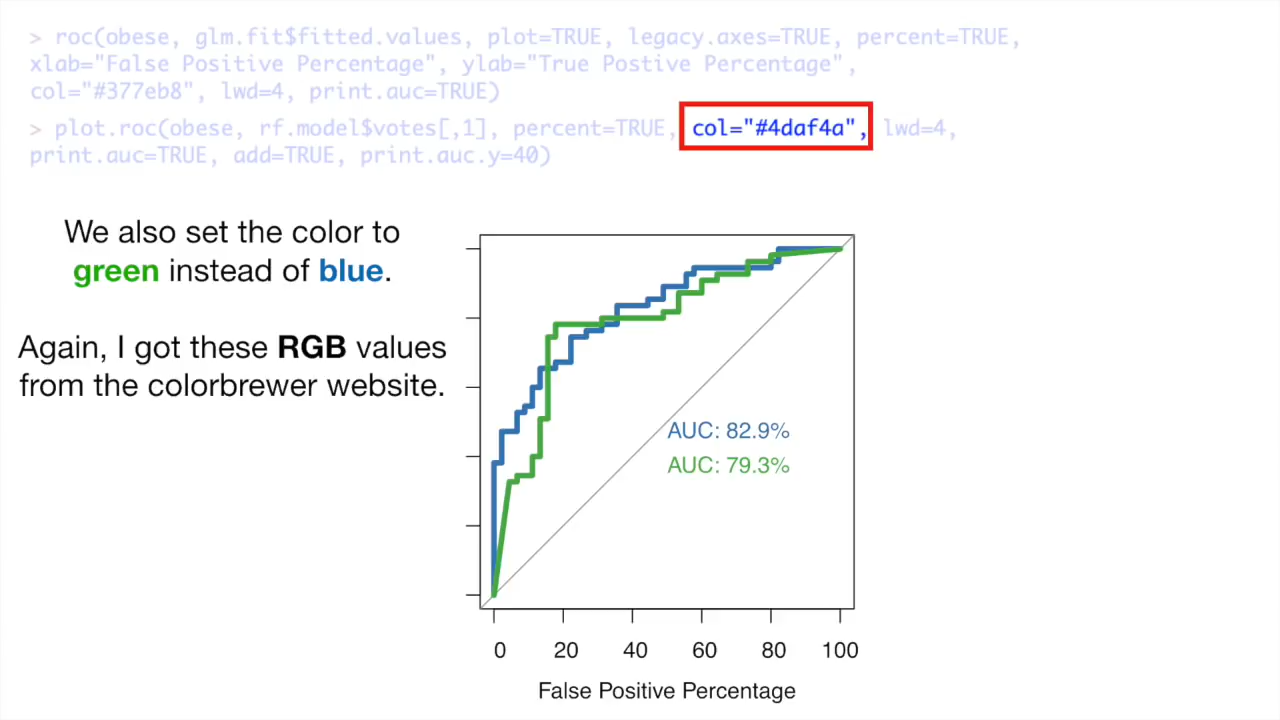 > roc(obese, glm.fit$fitted.values, plot=TRUE, legacy.axes=TRUE, percent=TRUE,
xlab="False Positive Percentage", ylab="True Postive Percentage",
col="#377eb8", lwd=4, print.auc=TRUE)
> plot.roc(obese, rf.model$votes[,1], percent=TRUE, col="#4daf4a", lwd=4,
print.auc=TRUE, add=TRUE, print.auc.y=40)
We also set the color to
green instead of blue.
Again, I got these RGB values
from the colorbrewer website.
AUC: 82.9%
AUC: 79.3%
0 20 40 60 80 100
False Positive Percentage